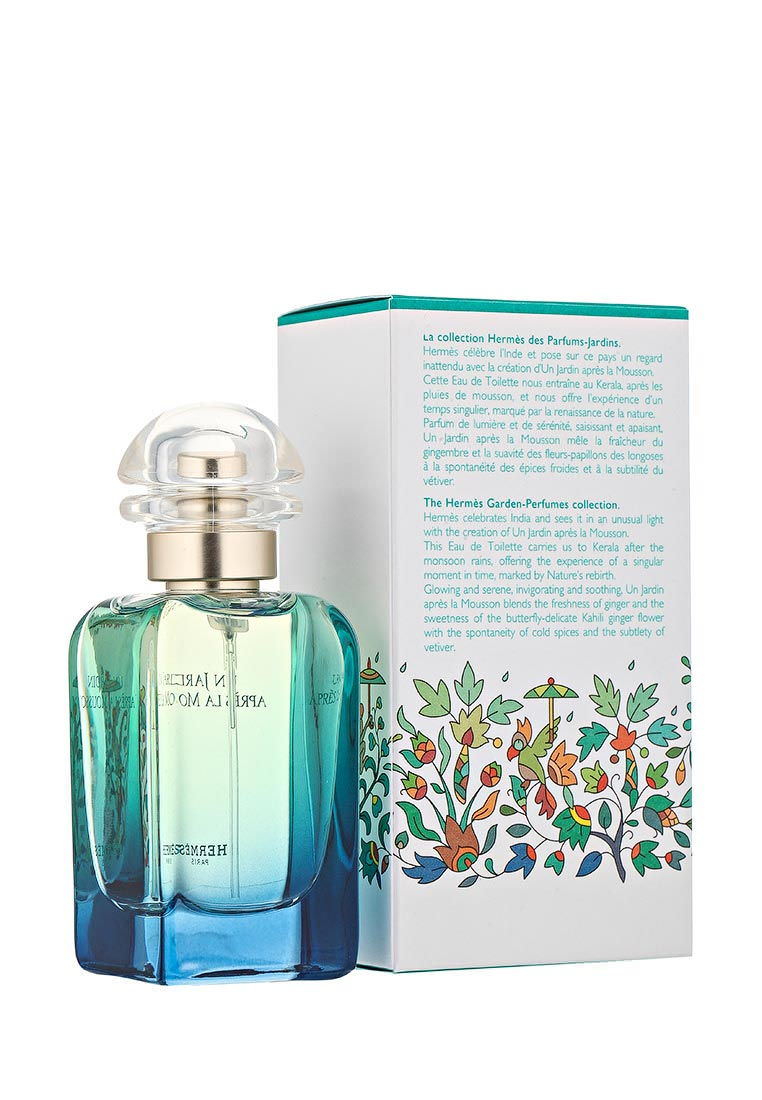 La collection Hermès des Parfums-Jardins.
Hermès célèbre l'Inde et pose sur ce pays un regard
inattendu avec la création d'Un Jardin après la Mousson.
Cette Eau de Toilette nous entraîne au Kerala, après les
pluies de mousson, et nous offre l'expérience d'un
temps singulier, marqué par la renaissance de la nature.
Parfum de lumière et de sérénité, saisissant et apaisant,
Un Jardin après la Mousson mêle la fraîcheur du
gingembre et la suavité des fleurs-papillons des longoses
à la spontanéité des épices froides et à la subtilité du
vétiver.
The Hermès Garden-Perfumes collection.
Hermès celebrates India and sees it in an unusual light
with the creation of Un Jardin après la Mousson.
This Eau de Toilette carries us to Kerala after the
monsoon rains, offering the experience of a singular
moment in time, marked by Nature's rebirth.
Glowing and serene, invigorating and soothing, Un Jardin
après la Mousson blends the freshness of ginger and the
sweetness of the butterfly-delicate Kahili ginger flower
with the spontaneity of cold spices and the subtlety of
vetiver.
UN JARDIN
APRÈS LA MOUSSON
HERMÈS
PARIS